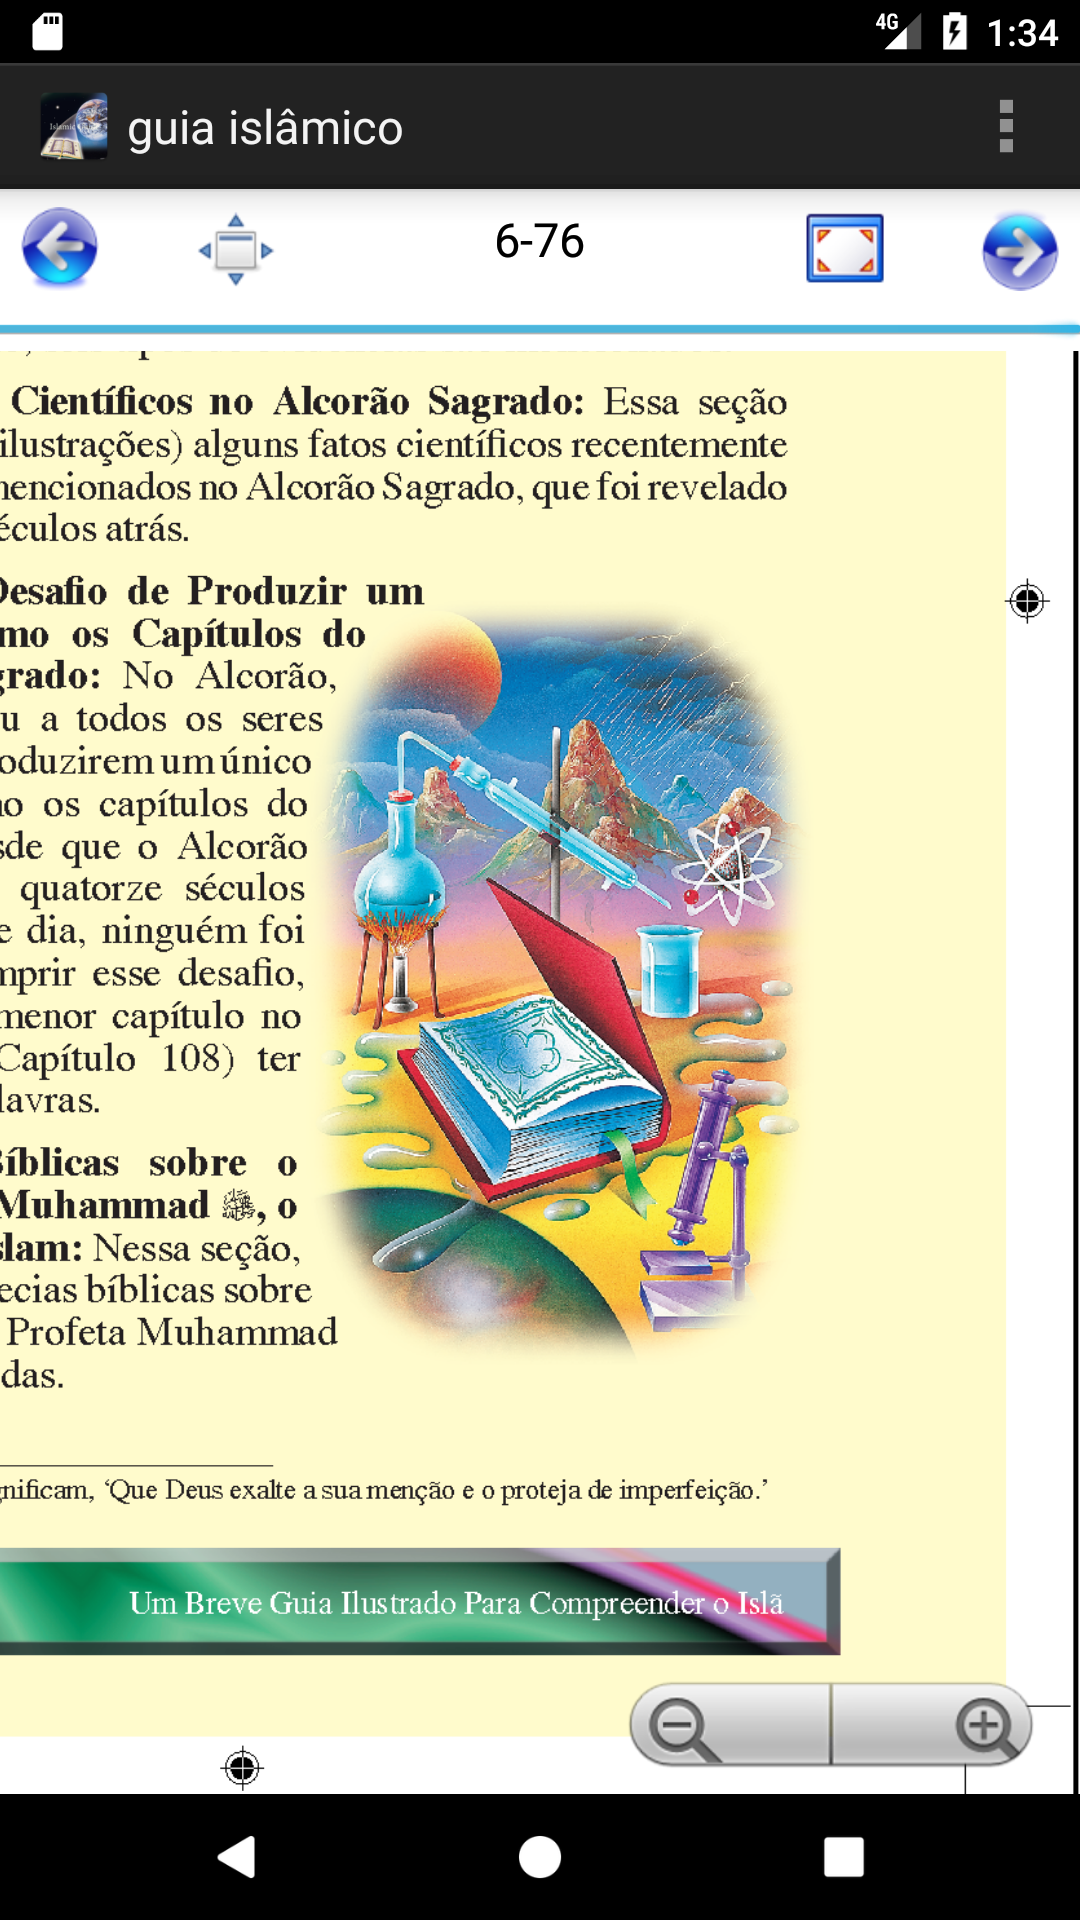 4G 1:34
guia islâmico
6-76
Científicos no Alcorão Sagrado: Essa seção
ilustrações) alguns fatos científicos recentemente
mencionados no Alcorão Sagrado, que foi revelado
éculos atrás.
Desafio de Produzir um
mo os Capítulos do
grado: No Alcorão,
u a todos os seres
oduzirem um único
no os capítulos do
sde que o Alcorão
quatorze séculos
e dia, ninguém foi
mprir esse desafio,
menor capítulo no
Capítulo 108) ter
lavras.
Bíblicas sobre o
Muhammad ﷺ, o
slam: Nessa seção,
ecias bíblicas sobre
Profeta Muhammad
das.
gnificam, ‘Que Deus exalte a sua menção e o proteja de imperfeição.’
Um Breve Guia Ilustrado Para Compreender o Islã